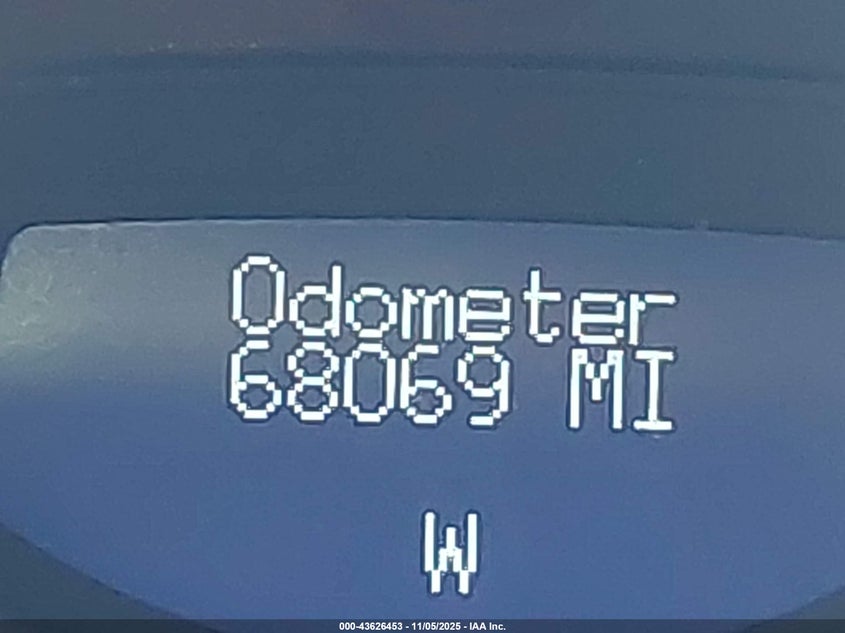 Odometer
68069 MI
W
000-43626453 - 11/05/2025 - IAA Inc.